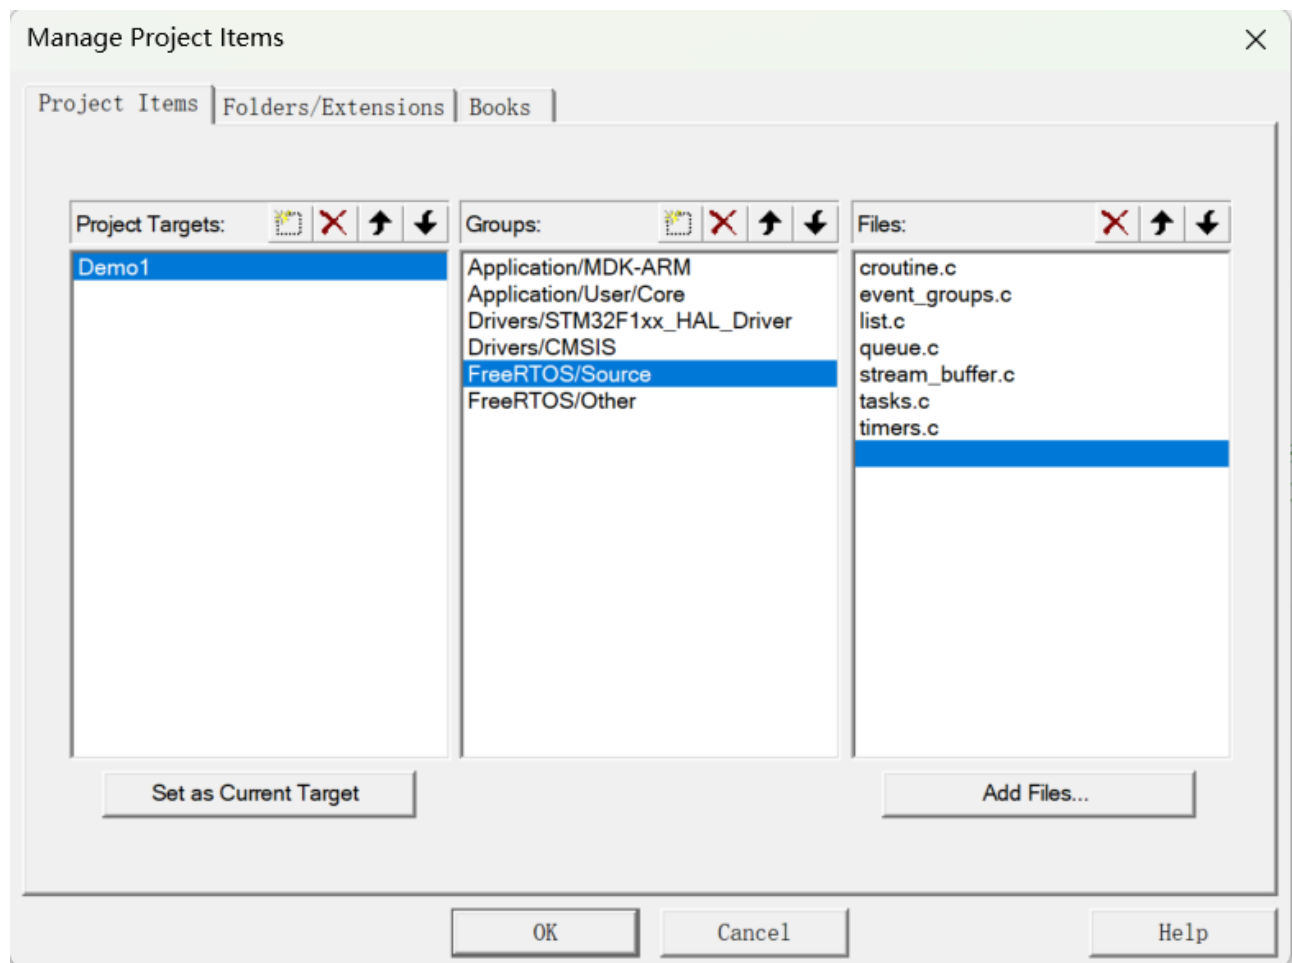 Manage Project Items
Project Items Folders/Extensions Books
Project Targets: Groups: Files:
Demo1
Application/MDK-ARM
Application/User/Core
Drivers/STM32F1xx_HAL_Driver
Drivers/CMSIS
FreeRTOS/Source
FreeRTOS/Other
croutine.c
event_groups.c
list.c
queue.c
stream_buffer.c
tasks.c
timers.c
Set as Current Target
Add Files...
OK Cancel Help